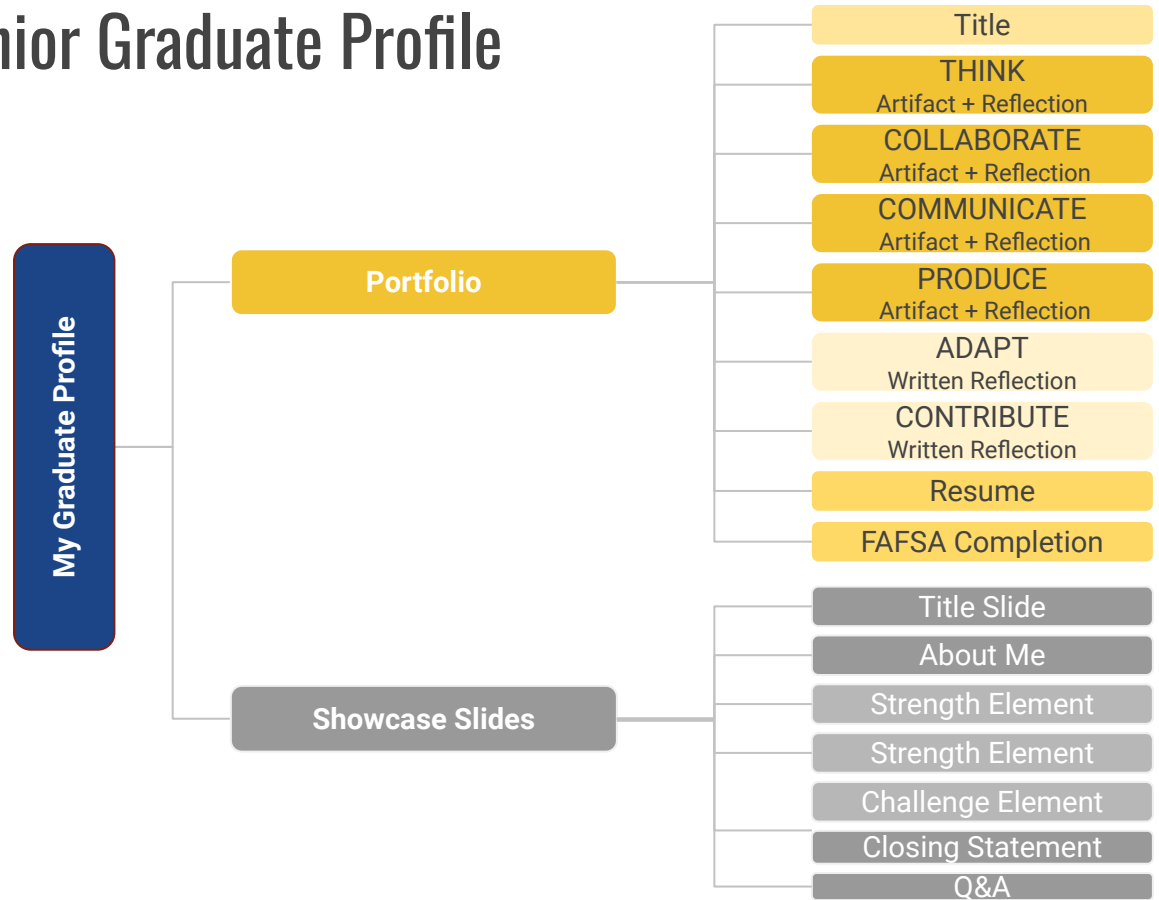 nior Graduate Profile
My Graduate Profile
Portfolio
Title
THINK
Artifact + Reflection
COLLABORATE
Artifact + Reflection
COMMUNICATE
Artifact + Reflection
PRODUCE
Artifact + Reflection
ADAPT
Written Reflection
CONTRIBUTE
Written Reflection
Resume
FAFSA Completion
Showcase Slides
Title Slide
About Me
Strength Element
Strength Element
Challenge Element
Closing Statement
Q&A